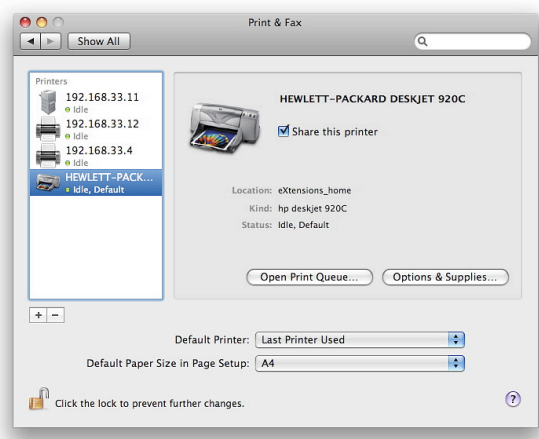 Print & Fax
Show All
Printers
192.168.33.11
Idle
192.168.33.12
Idle
192.168.33.4
Idle
HEWLETT-PACK...
Idle, Default
HEWLETT-PACKARD DESKJET 920C
Share this printer
Location: eXtensions_home
Kind: hp deskjet 920C
Status: Idle, Default
Open Print Queue...
Options & Supplies...
+ −
Default Printer: Last Printer Used
Default Paper Size in Page Setup: A4
Click the lock to prevent further changes.
?